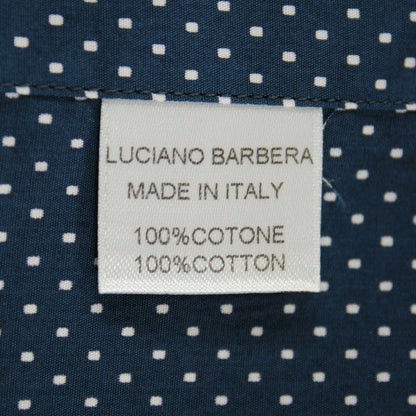 LUCIANO BARBERA
MADE IN ITALY
100%COTONE
100%COTTON